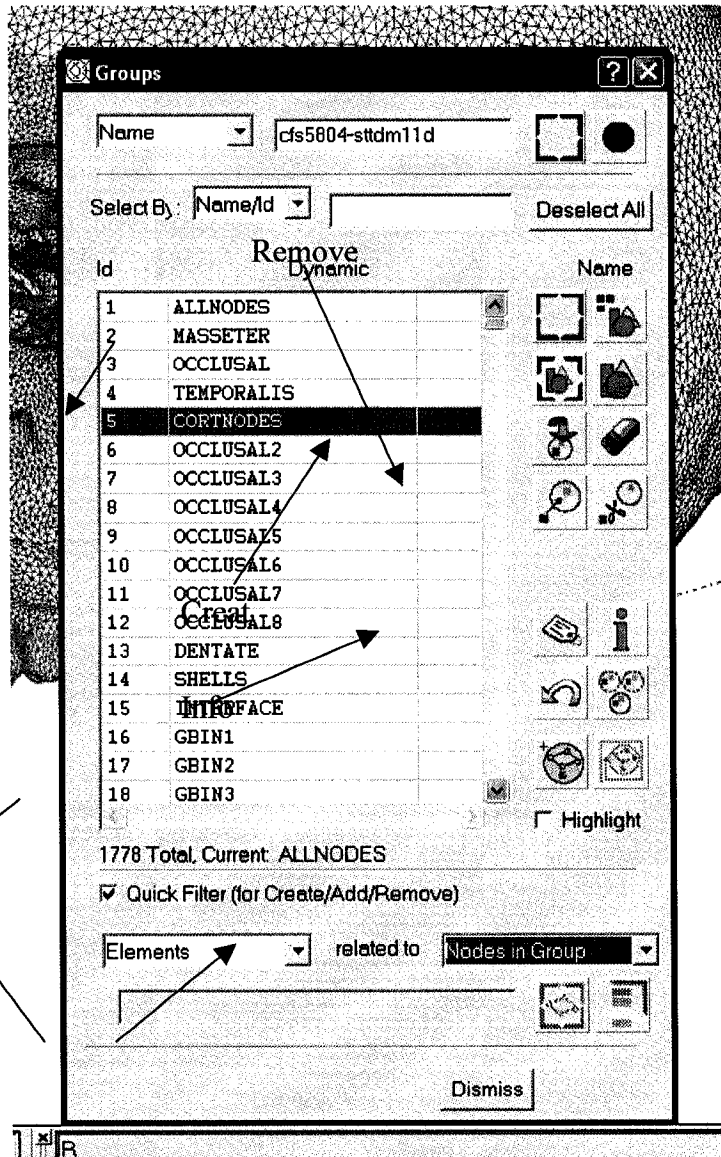 Groups
Name cfs5804-sttdm11d
Select By: Name/Id Deselect All
Remove
Id Dynamic Name
1 ALLNODES
2 MASSETER
3 OCCLUSAL
4 TEMPORALIS
5 CORTNODES
6 OCCLUSAL2
7 OCCLUSAL3
8 OCCLUSAL4
9 OCCLUSAL5
10 OCCLUSAL6
11 OCCLUSAL7
Creat
12 OCCLUSAL8
13 DENTATE
14 SHELLS
Info
15 INTERFACE
16 GBIN1
17 GBIN2
18 GBIN3
Highlight
1778 Total, Current: ALLNODES
Quick Filter (for Create/Add/Remove)
Elements related to Nodes in Group
Dismiss
B